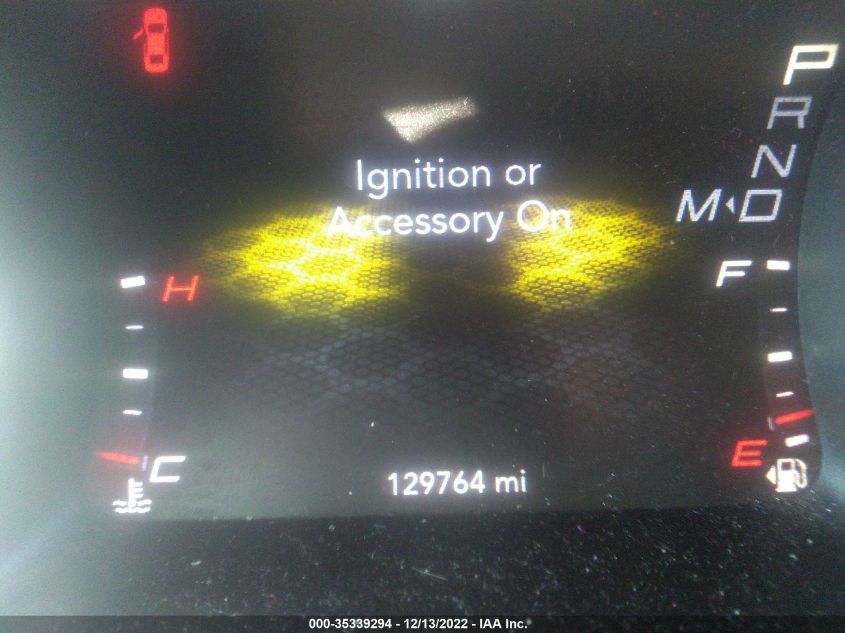 Ignition or
Accessory On
P
R
N
M D
H
F
C
E
129764 mi
000-35339294 - 12/13/2022 - IAA Inc.